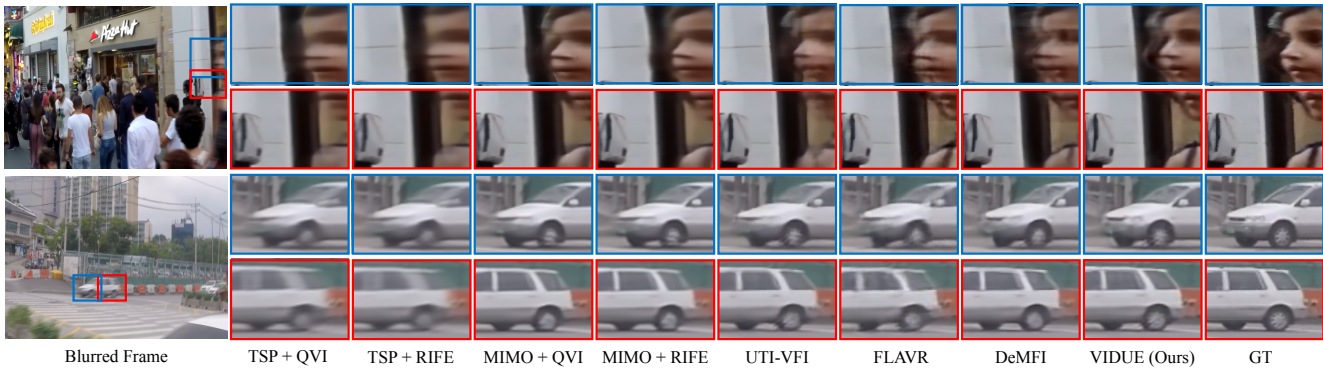 Pizza Hut
Blurred Frame
TSP + QVI
TSP + RIFE
MIMO + QVI
MIMO + RIFE
UTI-VFI
FLAVR
DeMFI
VIDUE (Ours)
GT